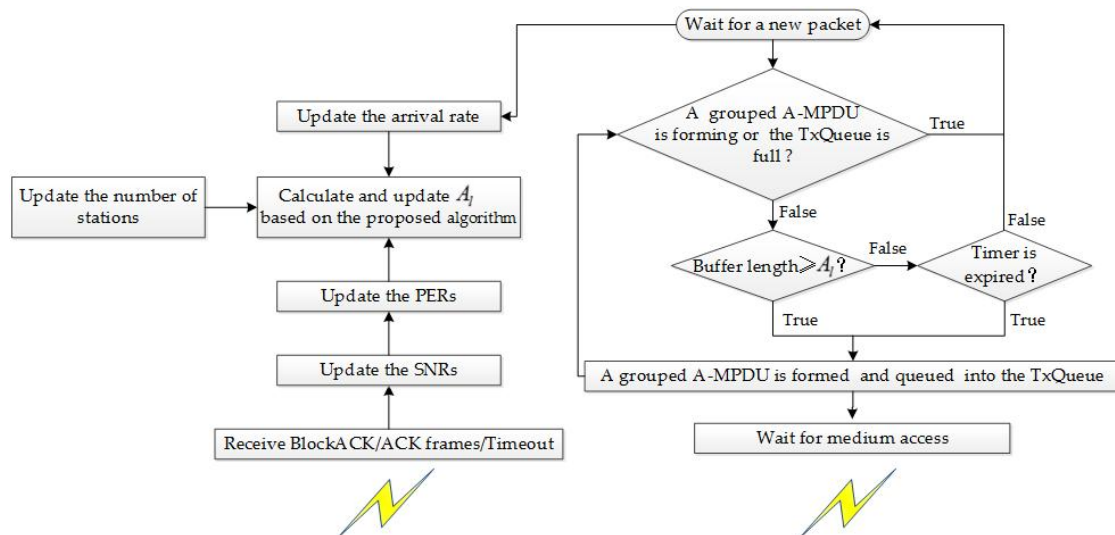 Wait for a new packet
Update the arrival rate
A grouped A-MPDU
is forming or the TxQueue is
full ?
True
Update the number of
stations
Calculate and update A_l
based on the proposed algorithm
False
False
False
Buffer length⩾A_l?
Timer is
expired?
Update the PERs
True
True
Update the SNRs
A grouped A-MPDU is formed and queued into the TxQueue
Receive BlockACK/ACK frames/Timeout
Wait for medium access